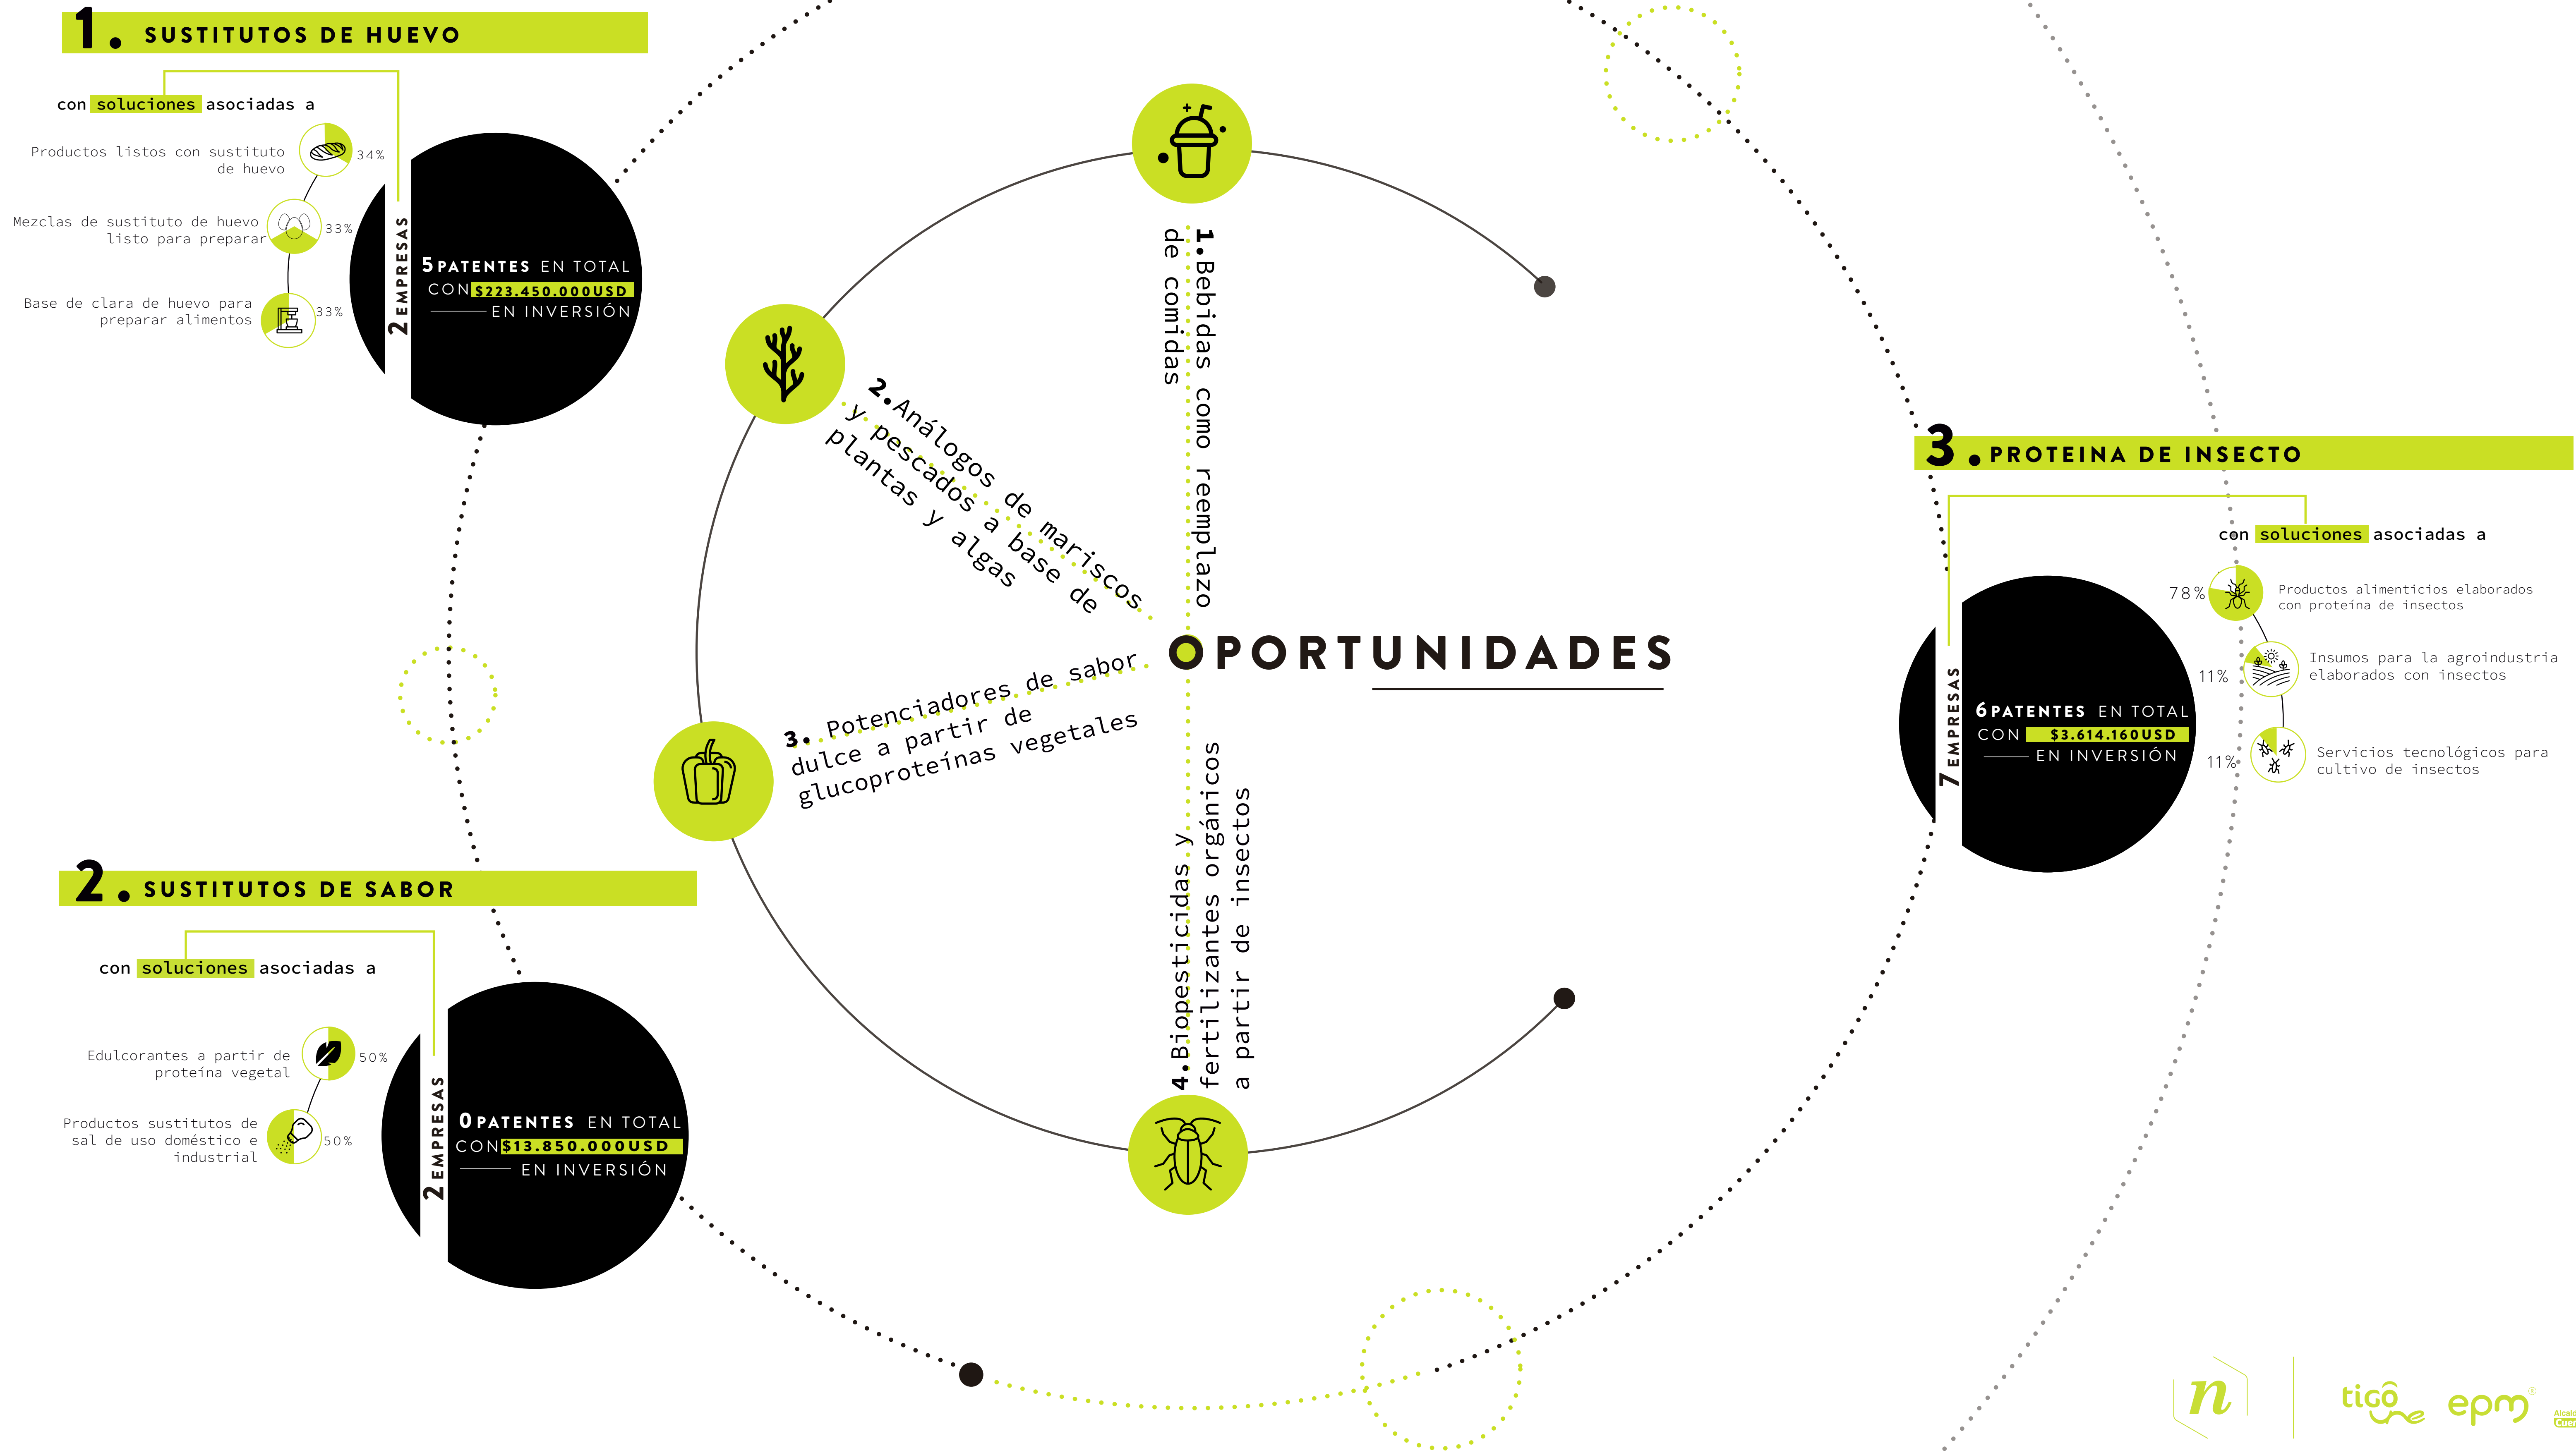 1. SUSTITUTOS DE HUEVO
con soluciones asociadas a
Productos listos con sustituto
de huevo
34%
Mezclas de sustituto de huevo
listo para preparar
33%
Base de clara de huevo para
preparar alimentos
33%
2 EMPRESAS
5 PATENTES EN TOTAL
CON $223.450.000USD
EN INVERSIÓN
2. SUSTITUTOS DE SABOR
con soluciones asociadas a
Edulcorantes a partir de
proteína vegetal
50%
Productos sustitutos de
sal de uso doméstico e
industrial
50%
2 EMPRESAS
0 PATENTES EN TOTAL
CON $13.850.000USD
EN INVERSIÓN
OPORTUNIDADES
1. Bebidas como reemplazo
de comidas
2. Análogos de mariscos
y pescados a base de
plantas y algas
3. Potenciadores de sabor
dulce a partir de
glucoproteínas vegetales
4. Biopesticidas y
fertilizantes orgánicos
a partir de insectos
3. PROTEINA DE INSECTO
con soluciones asociadas a
78%
Productos alimenticios elaborados
con proteína de insectos
11%
Insumos para la agroindustria
elaborados con insectos
11%
Servicios tecnológicos para
cultivo de insectos
7 EMPRESAS
6 PATENTES EN TOTAL
CON $3.614.160USD
EN INVERSIÓN
n
tigo
une
epm®